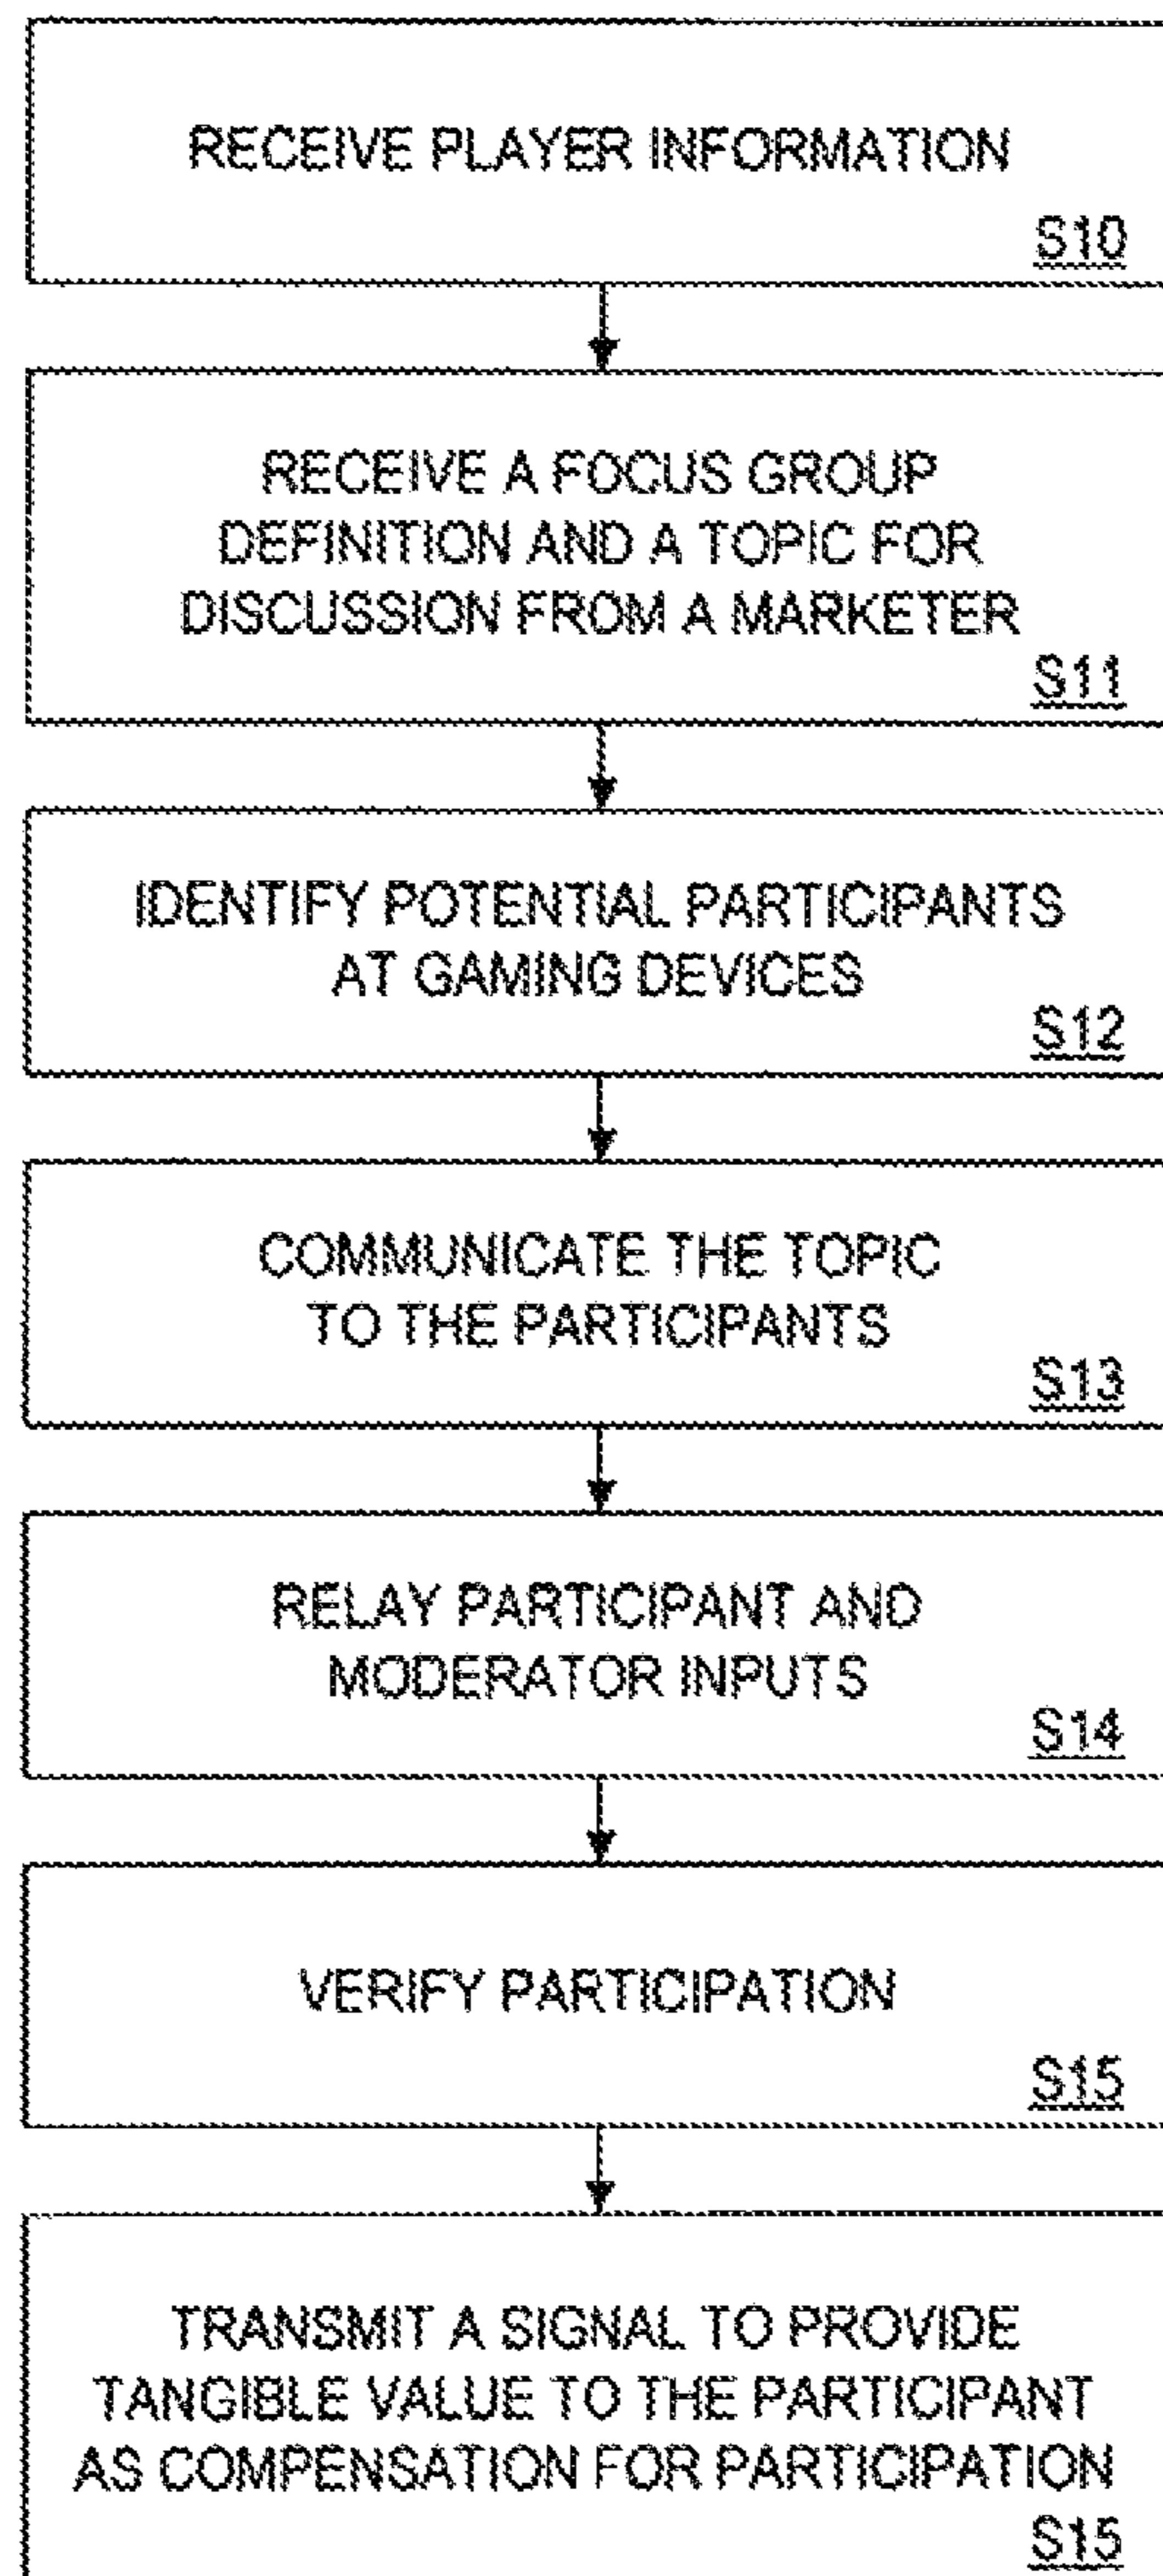 RECEIVE PLAYER INFORMATION
S10
RECEIVE A FOCUS GROUP
DEFINITION AND A TOPIC FOR
DISCUSSION FROM A MARKETER
S11
IDENTIFY POTENTIAL PARTICIPANTS
AT GAMING DEVICES
S12
COMMUNICATE THE TOPIC
TO THE PARTICIPANTS
S13
RELAY PARTICIPANT AND
MODERATOR INPUTS
S14
VERIFY PARTICIPATION
S15
TRANSMIT A SIGNAL TO PROVIDE
TANGIBLE VALUE TO THE PARTICIPANT
AS COMPENSATION FOR PARTICIPATION
S15